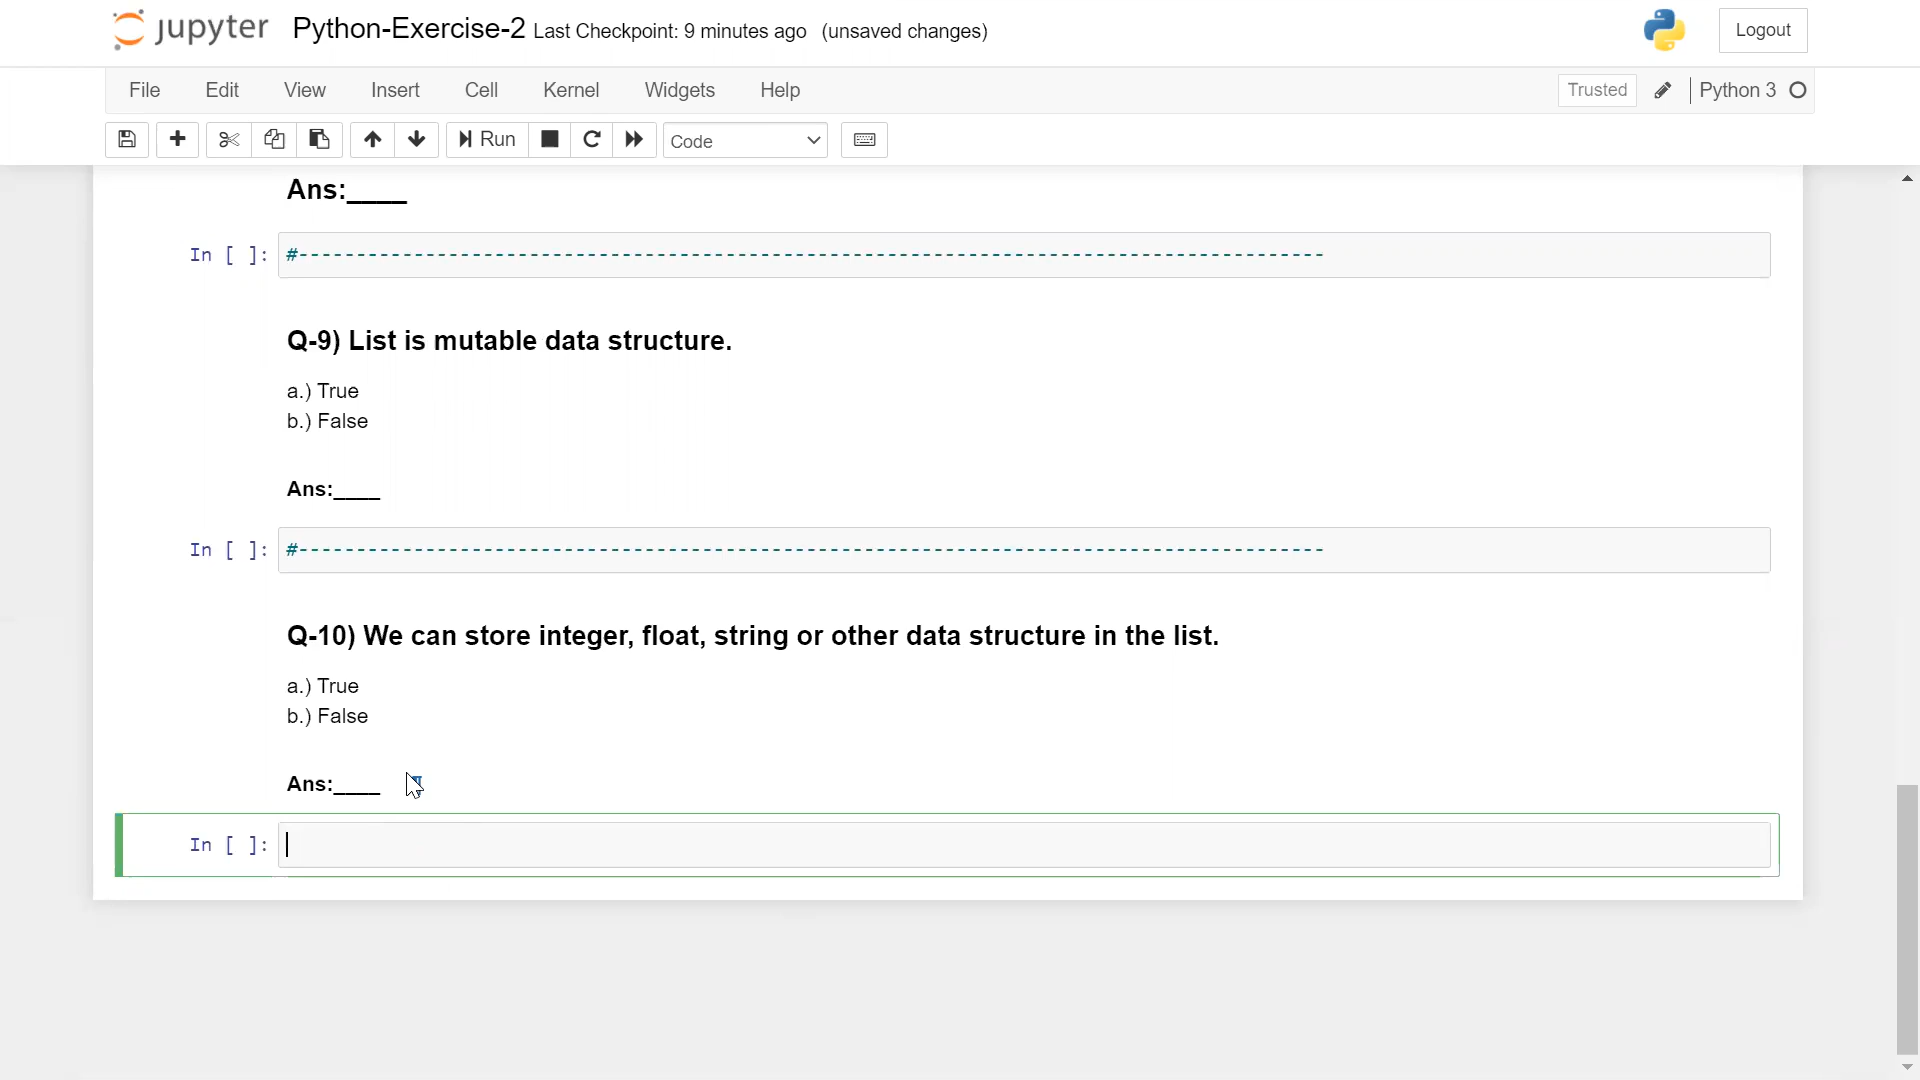 jupyter Python-Exercise-2 Last Checkpoint: 9 minutes ago (unsaved changes) Logout
File Edit View Insert Cell Kernel Widgets Help Trusted Python 3
Run Code
Ans:____
In [ ]: #-----------------------------------------------------------------------------------------
Q-9) List is mutable data structure.
a.) True
b.) False
Ans:____
In [ ]: #-----------------------------------------------------------------------------------------
Q-10) We can store integer, float, string or other data structure in the list.
a.) True
b.) False
Ans:____
In [ ]: